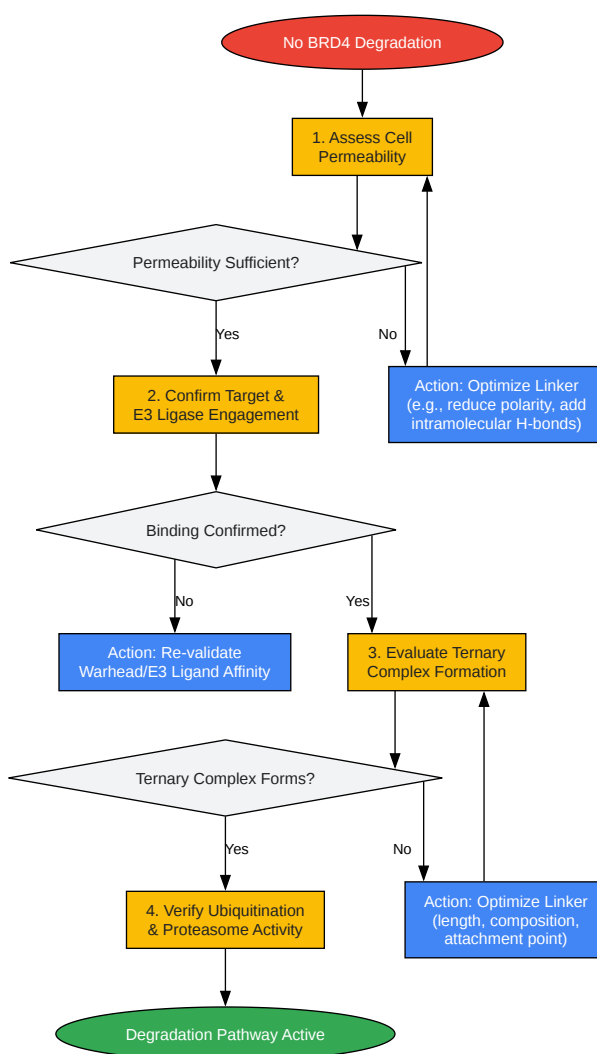 No BRD4 Degradation
1. Assess Cell
Permeability
Permeability Sufficient?
Yes
No
2. Confirm Target &
E3 Ligase Engagement
Action: Optimize Linker
(e.g., reduce polarity, add
intramolecular H-bonds)
Binding Confirmed?
No
Yes
Action: Re-validate
Warhead/E3 Ligand Affinity
3. Evaluate Ternary
Complex Formation
Ternary Complex Forms?
Yes
No
4. Verify Ubiquitination
& Proteasome Activity
Action: Optimize Linker
(length, composition,
attachment point)
Degradation Pathway Active